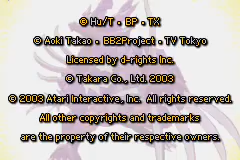 © Hu/T • BP • TX
© Aoki Takao • BB2Project • TV Tokyo
Licensed by d-rights Inc.
© Takara Co., Ltd. 2003
© 2003 Atari Interactive, Inc. All rights reserved.
All other copyrights and trademarks
are the property of their respective owners.